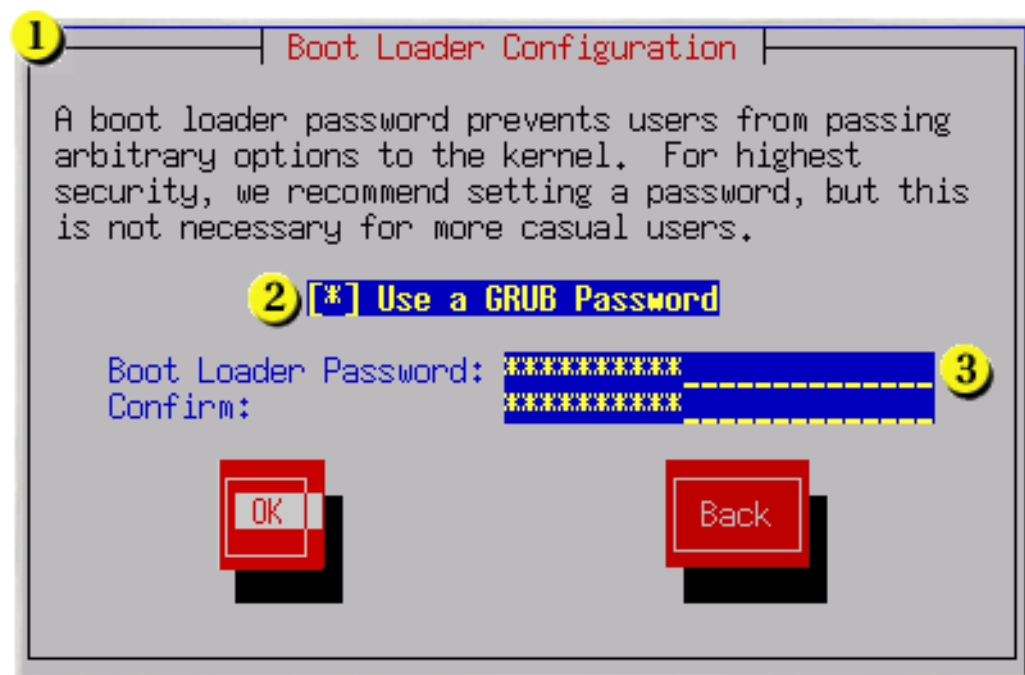 1
Boot Loader Configuration
A boot loader password prevents users from passing
arbitrary options to the kernel. For highest
security, we recommend setting a password, but this
is not necessary for more casual users.
2 [*] Use a GRUB Password
Boot Loader Password: ********** 3
Confirm: **********
OK Back